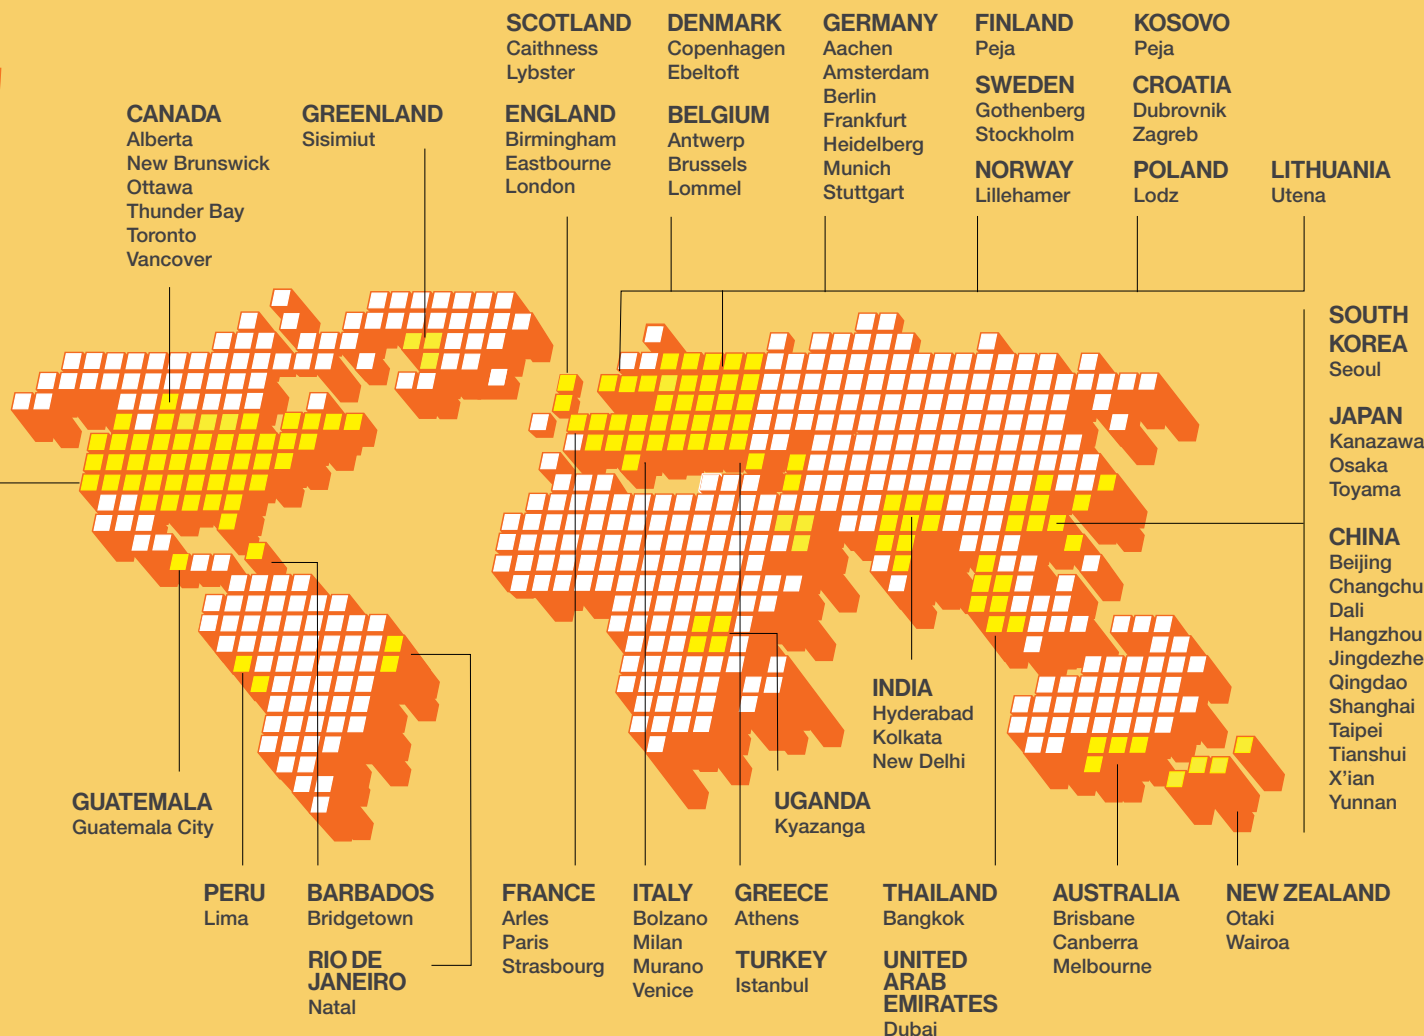 SCOTLAND
Caithness
Lybster
ENGLAND
Birmingham
Eastbourne
London
DENMARK
Copenhagen
Ebeltoft
BELGIUM
Antwerp
Brussels
Lommel
GERMANY
Aachen
Amsterdam
Berlin
Frankfurt
Heidelberg
Munich
Stuttgart
FINLAND
Peja
SWEDEN
Gothenberg
Stockholm
NORWAY
Lillehamer
KOSOVO
Peja
CROATIA
Dubrovnik
Zagreb
POLAND
Lodz
LITHUANIA
Utena
CANADA
Alberta
New Brunswick
Ottawa
Thunder Bay
Toronto
Vancover
GREENLAND
Sisimiut
SOUTH
KOREA
Seoul
JAPAN
Kanazawa
Osaka
Toyama
CHINA
Beijing
Changchu
Dali
Hangzhou
Jingdezhe
Qingdao
Shanghai
Taipei
Tianshui
X'ian
Yunnan
INDIA
Hyderabad
Kolkata
New Delhi
GUATEMALA
Guatemala City
UGANDA
Kyazanga
PERU
Lima
BARBADOS
Bridgetown
RIO DE
JANEIRO
Natal
FRANCE
Arles
Paris
Strasbourg
ITALY
Bolzano
Milan
Murano
Venice
GREECE
Athens
TURKEY
Istanbul
THAILAND
Bangkok
UNITED
ARAB
EMIRATES
Dubai
AUSTRALIA
Brisbane
Canberra
Melbourne
NEW ZEALAND
Otaki
Wairoa